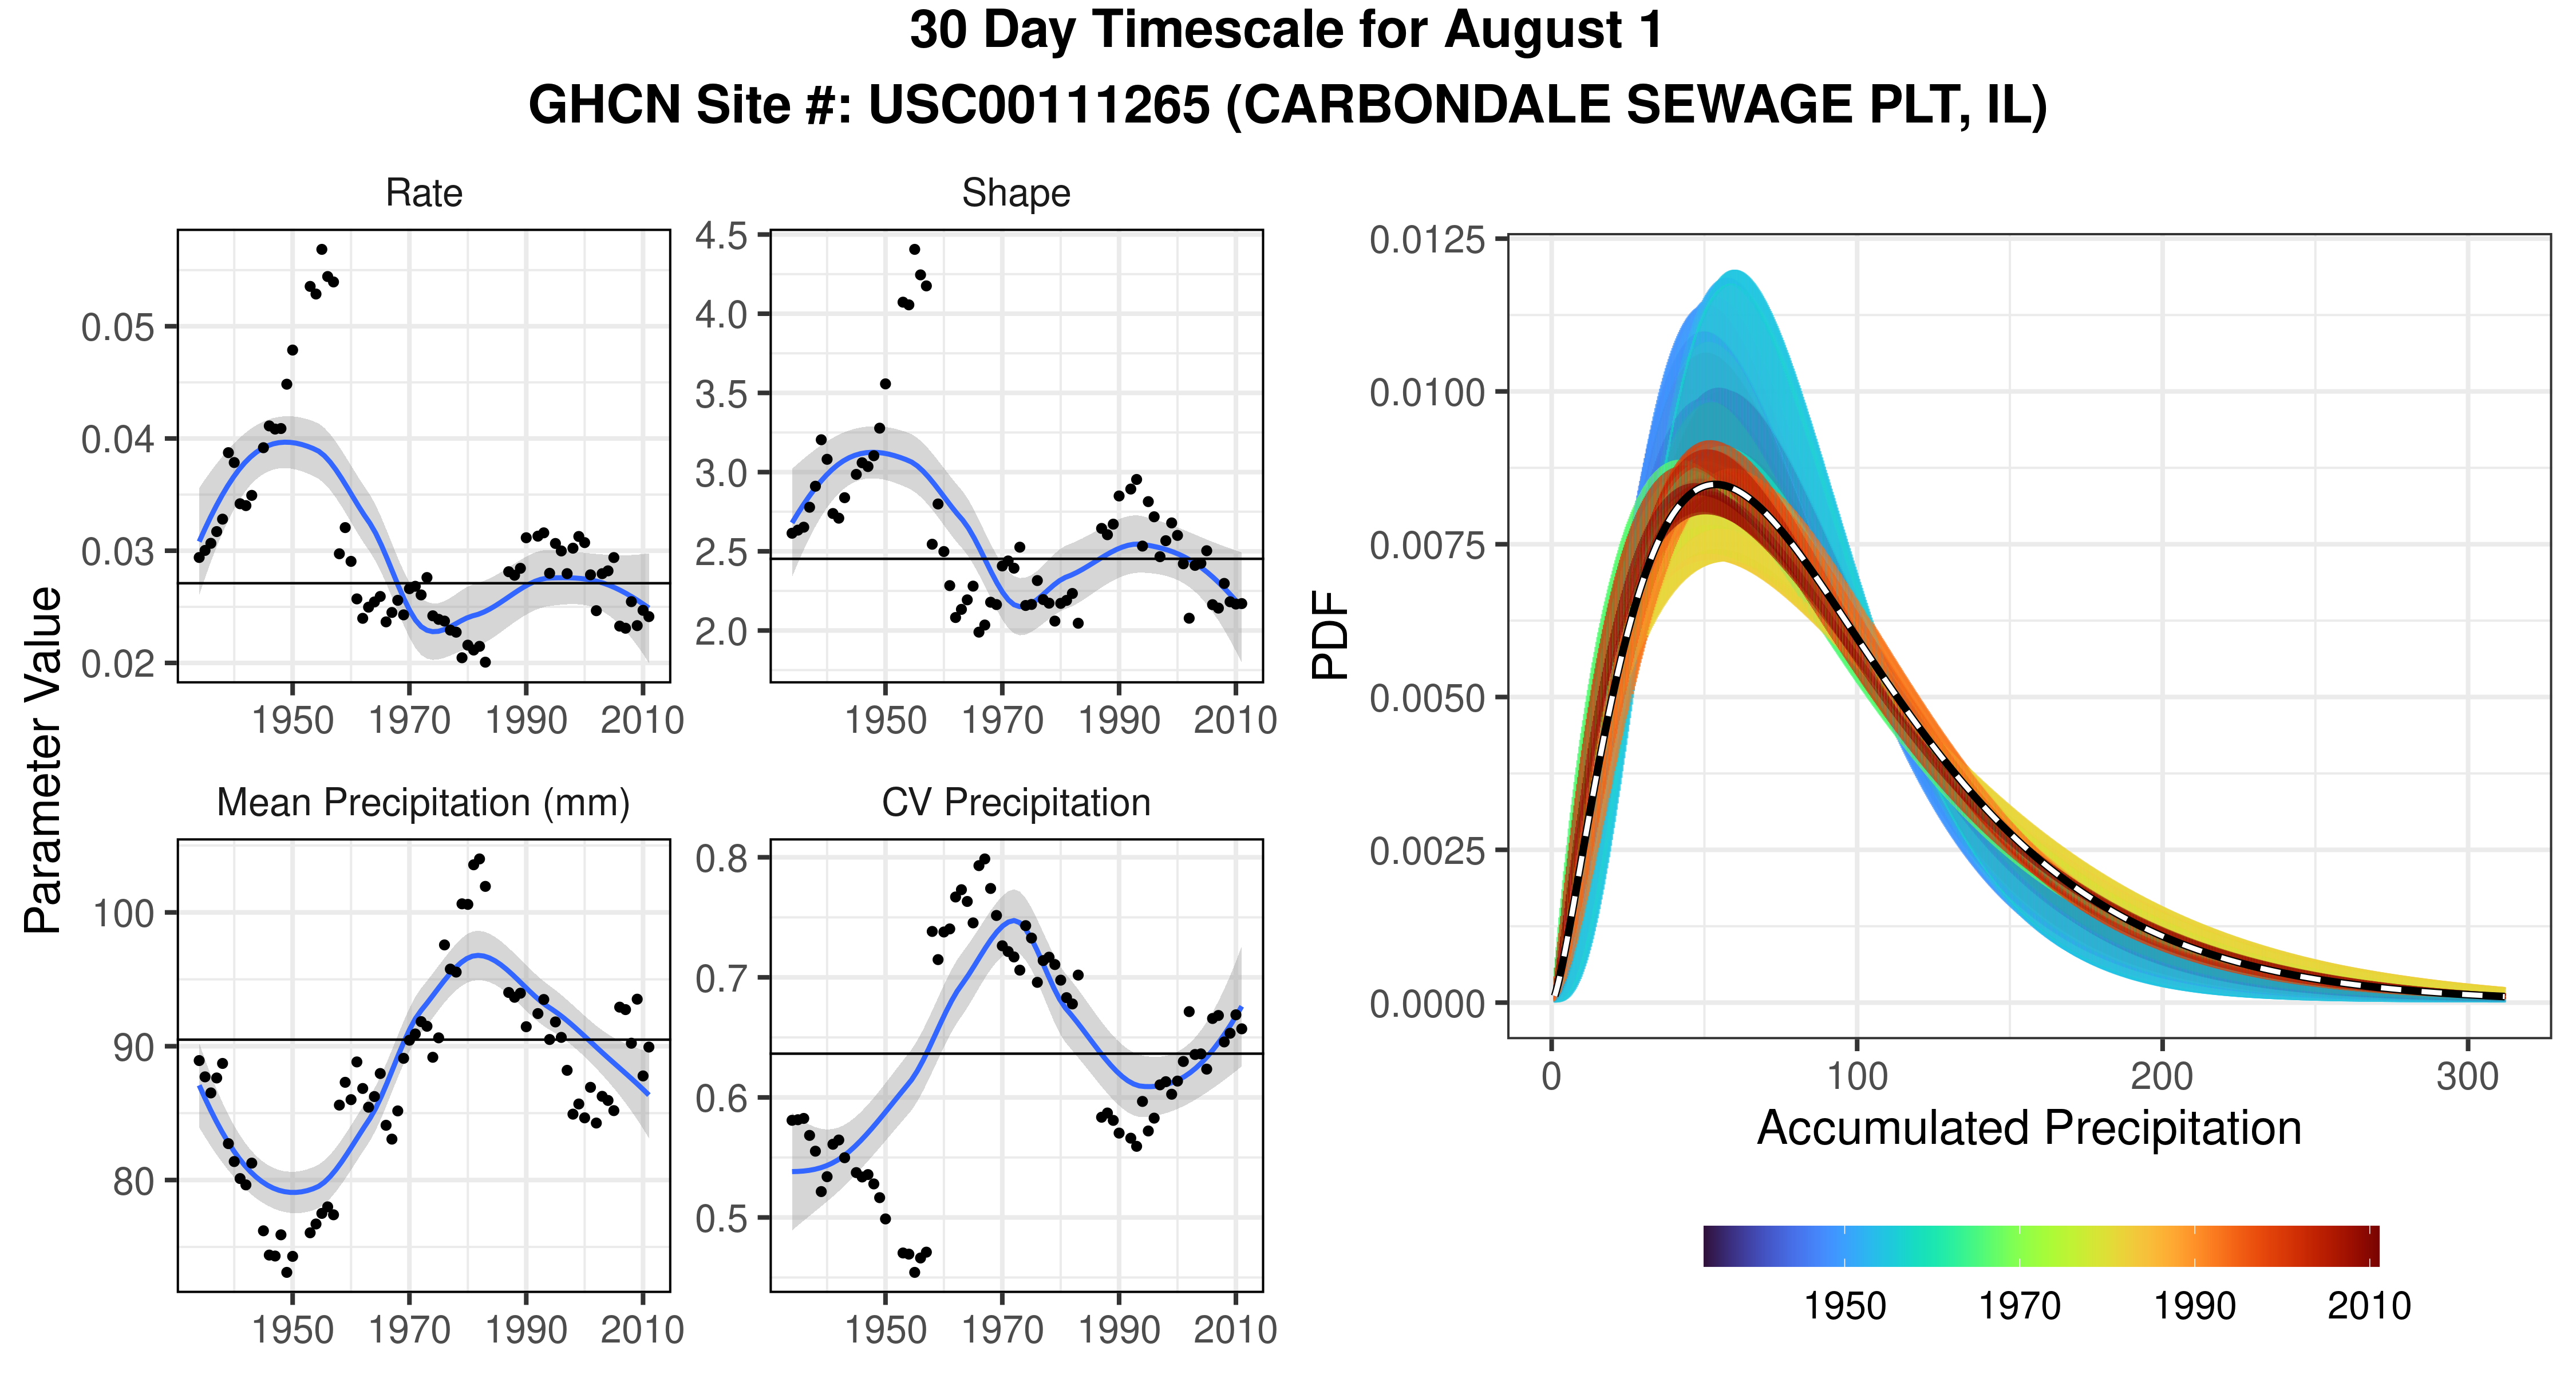 30 Day Timescale for August 1
GHCN Site #: USC00111265 (CARBONDALE SEWAGE PLT, IL)
Parameter Value
Rate
0.05
0.04
0.03
0.02
1950 1970 1990 2010
Shape
4.5
4.0
3.5
3.0
2.5
2.0
1950 1970 1990 2010
Mean Precipitation (mm)
100
90
80
1950 1970 1990 2010
CV Precipitation
0.8
0.7
0.6
0.5
1950 1970 1990 2010
PDF
0.0125
0.0100
0.0075
0.0050
0.0025
0.0000
0 100 200 300
Accumulated Precipitation
1950 1970 1990 2010